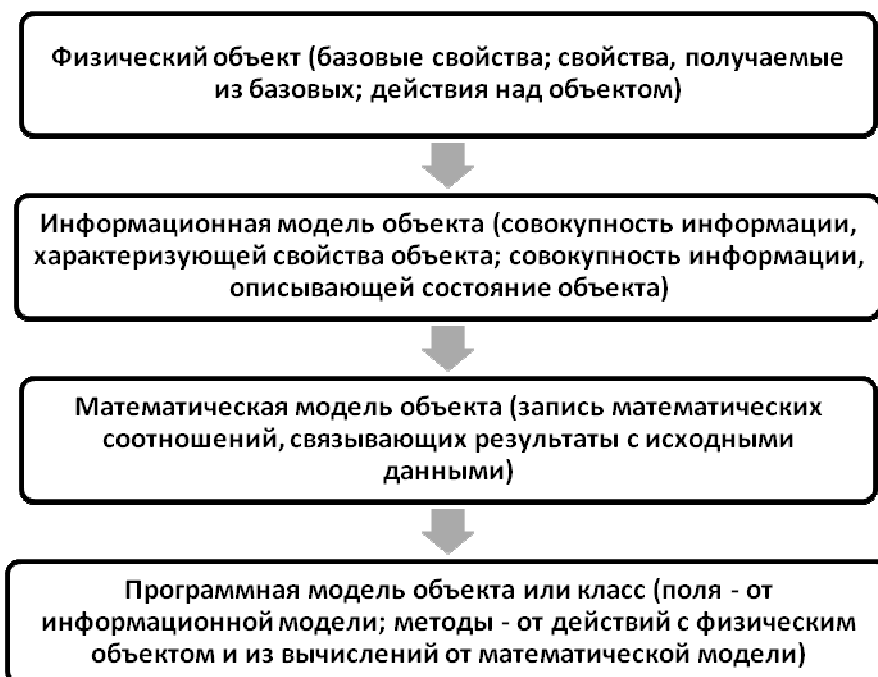 Физический объект (базовые свойства; свойства, получаемые
из базовых; действия над объектом)
Информационная модель объекта (совокупность информации,
характеризующей свойства объекта; совокупность информации,
описывающей состояние объекта)
Математическая модель объекта (запись математических
соотношений, связывающих результаты с исходными
данными)
Программная модель объекта или класс (поля - от
информационной модели; методы - от действий с физическим
объектом и из вычислений от математической модели)